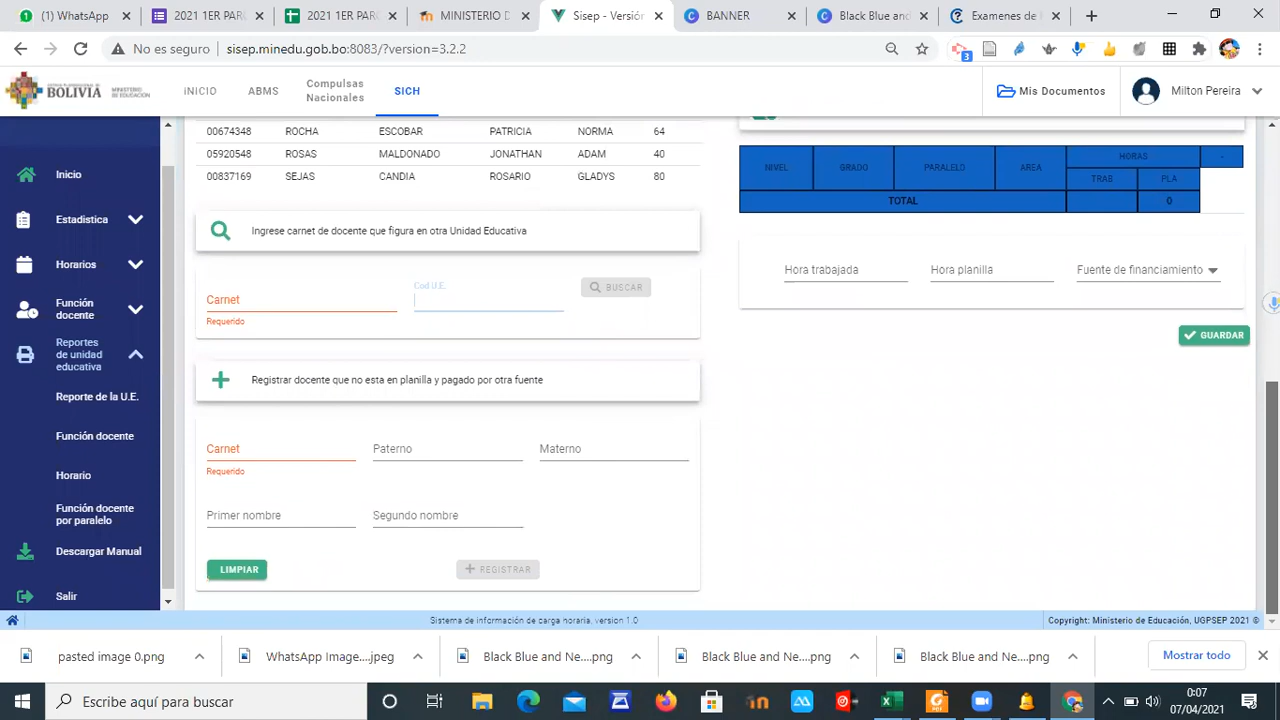 (1) WhatsApp
2021 1ER PAR
2021 1ER PARC
MINISTERIO D
Sisep - Versión
BANNER
Black Blue and
Examenes de
No es seguro
sisep.minedu.gob.bo:8083/?version=3.2.2
3
BOLIVIA
MINISTERIO DE EDUCACIÓN
INICIO
ABMS
Compulsas Nacionales
SICH
Mis Documentos
Milton Pereira
Inicio
Estadistica
Horarios
Función docente
Reportes de unidad educativa
Reporte de la U.E.
Función docente
Horario
Función docente por paralelo
Descargar Manual
Salir
00674348 ROCHA ESCOBAR PATRICIA NORMA 64
05920548 ROSAS MALDONADO JONATHAN ADAM 40
00837169 SEJAS CANDIA ROSARIO GLADYS 80
Ingrese carnet de docente que figura en otra Unidad Educativa
Carnet
Cod U.E.
BUSCAR
Requerido
Registrar docente que no esta en planilla y pagado por otra fuente
Carnet
Paterno
Materno
Requerido
Primer nombre
Segundo nombre
LIMPIAR
REGISTRAR
NIVEL GRADO PARALELO AREA HORAS -
TRAB PLA.
TOTAL 0
Hora trabajada
Hora planilla
Fuente de financiamiento
GUARDAR
Sistema de información de carga horaria. version 1.0
Copyright: Ministerio de Educación, UGPSEP 2021 ©
pasted image 0.png
WhatsApp Image....jpeg
Black Blue and Ne....png
Black Blue and Ne....png
Black Blue and Ne....png
Mostrar todo
Escribe aquí para buscar
0:07
07/04/2021